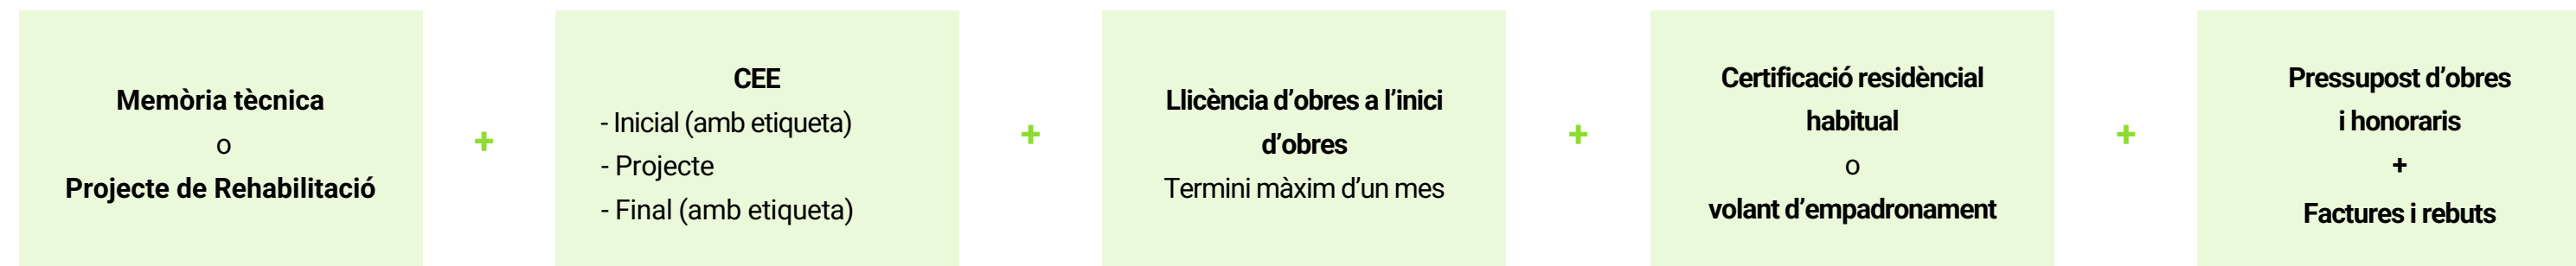 Memòria tècnica
o
Projecte de Rehabilitació
+
CEE
- Inicial (amb etiqueta)
- Projecte
- Final (amb etiqueta)
+
Llicència d’obres a l’inici
d’obres
Termini màxim d’un mes
+
Certificació residèncial
habitual
o
volant d’empadronament
+
Pressupost d’obres
i honoraris
+
Factures i rebuts